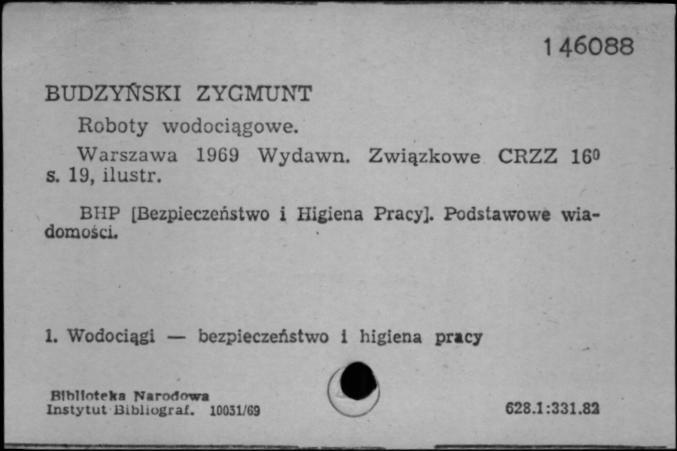 146088
BUDZYŃSKI ZYGMUNT
Roboty wodociągowe.
Warszawa 1969 Wydawn. Związkowe CRZZ 16⁰
s. 19, ilustr.
BHP [Bezpieczeństwo i Higiena Pracy]. Podstawowe wia-
domości.
1. Wodociągi — bezpieczeństwo i higiena pracy
Biblioteka Narodowa
Instytut Bibliograf. 10031/69
628.1:331.82